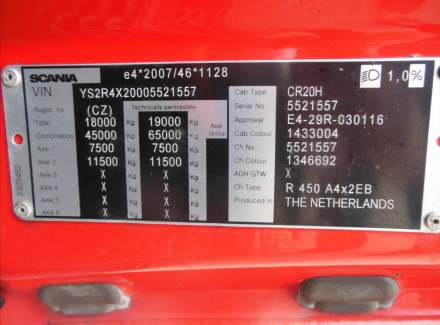 SCANIA e4*2007/46*1128 1,0%
VIN YS2R4X20005521557 Cab Type CR20H
Regist. for (CZ) Technically permissible Serial No 5521557
Total 18000 Kg 19000 Kg Approval E4-29R-030116
Combination 45000 Kg 65000 Kg Axle Group Cab Colour 1433004
Axle 1 7500 Kg 7500 Kg Ch No 5521557
Axle 2 11500 Kg 11500 Kg Ch Colour 1346692
Axle 3 X Kg X Kg ADR GTW X
Axle 4 X Kg X Kg Ch Type R 450 A4x2EB
Axle 5 X Kg X Kg Produced in THE NETHERLANDS
Axle 6 X Kg X Kg
2325452